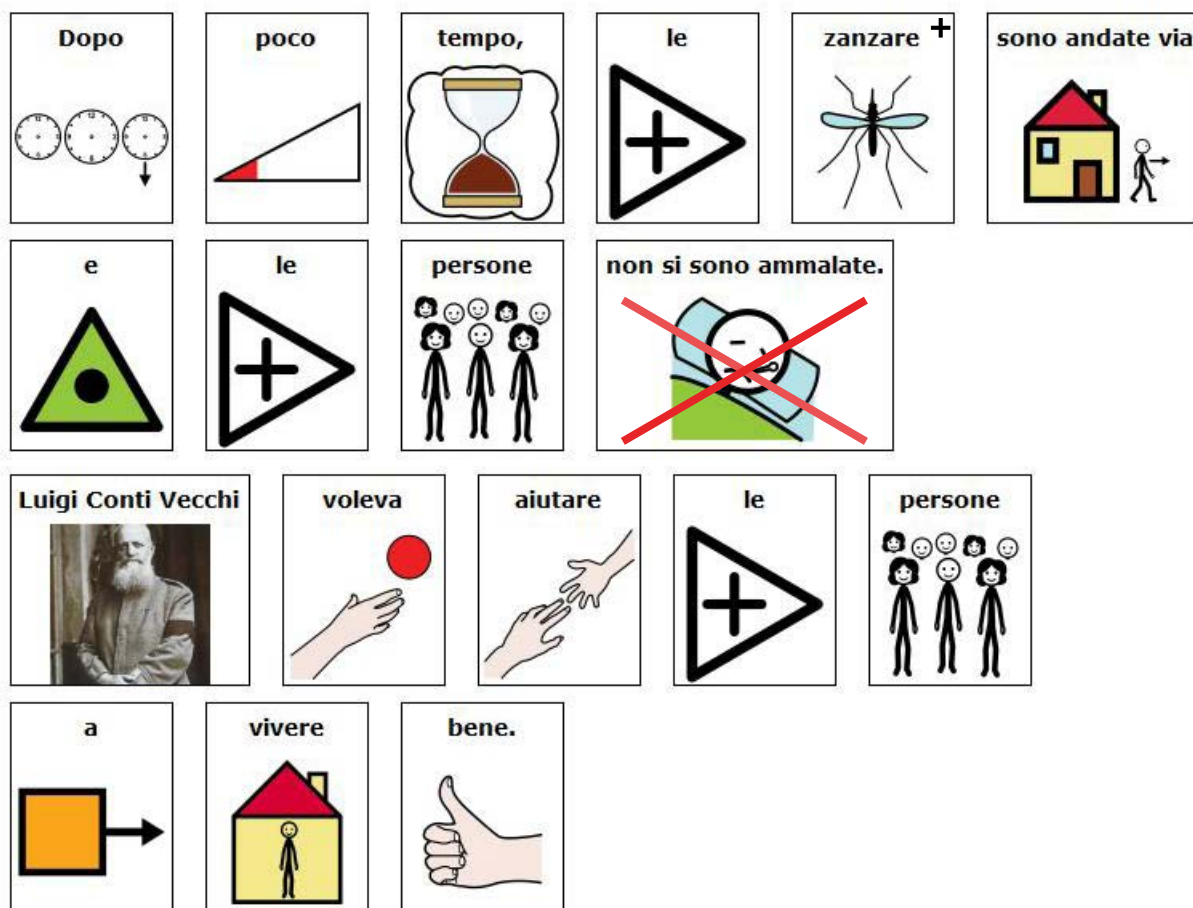 Dopo poco tempo, le zanzare + sono andate via
e le persone non si sono ammalate.
Luigi Conti Vecchi voleva aiutare le persone
a vivere bene.